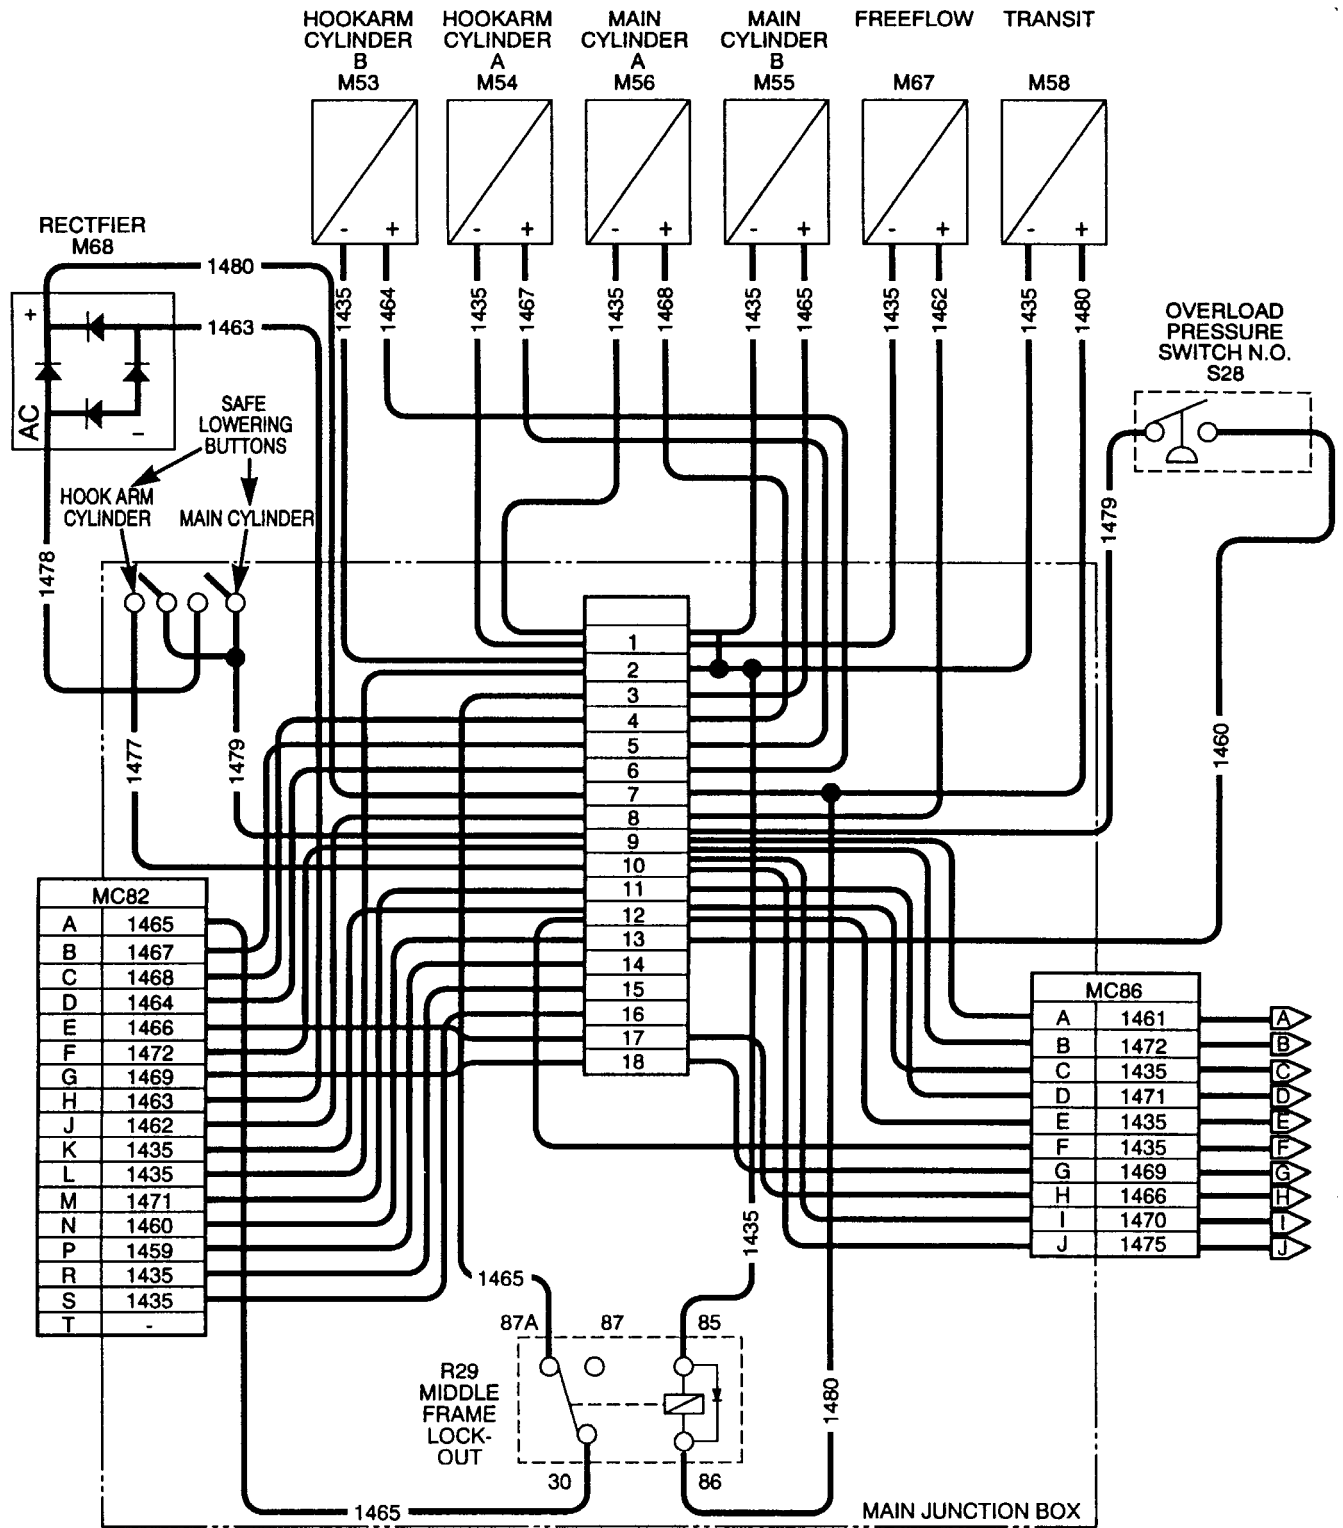 HOOKARM
CYLINDER
B
M53
HOOKARM
CYLINDER
A
M54
MAIN
CYLINDER
A
M56
MAIN
CYLINDER
B
M55
FREEFLOW
M67
TRANSIT
M58
- +
- +
- +
- +
- +
- +
RECTFIER
M68
1480
1463
+
AC
-
1435
1464
1435
1467
1435
1468
1435
1465
1435
1462
1435
1480
OVERLOAD
PRESSURE
SWITCH N.O.
S28
SAFE
LOWERING
BUTTONS
HOOK ARM
CYLINDER
MAIN CYLINDER
1478
1479
1477
1479
1460
1
2
3
4
5
6
7
8
9
10
11
12
13
14
15
16
17
18
MC82
A 1465
B 1467
C 1468
D 1464
E 1466
F 1472
G 1469
H 1463
J 1462
K 1435
L 1435
M 1471
N 1460
P 1459
R 1435
S 1435
T -
MC86
A 1461 A
B 1472 B
C 1435 C
D 1471 D
E 1435 E
F 1435 F
G 1469 G
H 1466 H
I 1470 I
J 1475 J
1435
1465
87A 87 85
R29
MIDDLE
FRAME
LOCK-
OUT
1480
30 86
1465
MAIN JUNCTION BOX